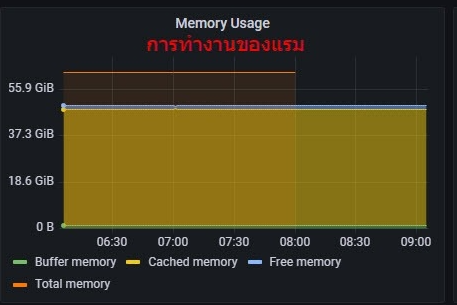 Memory Usage
การทำงานของแรม
55.9 GiB
37.3 GiB
18.6 GiB
0 B
06:30 07:00 07:30 08:00 08:30 09:00
Buffer memory Cached memory Free memory
Total memory